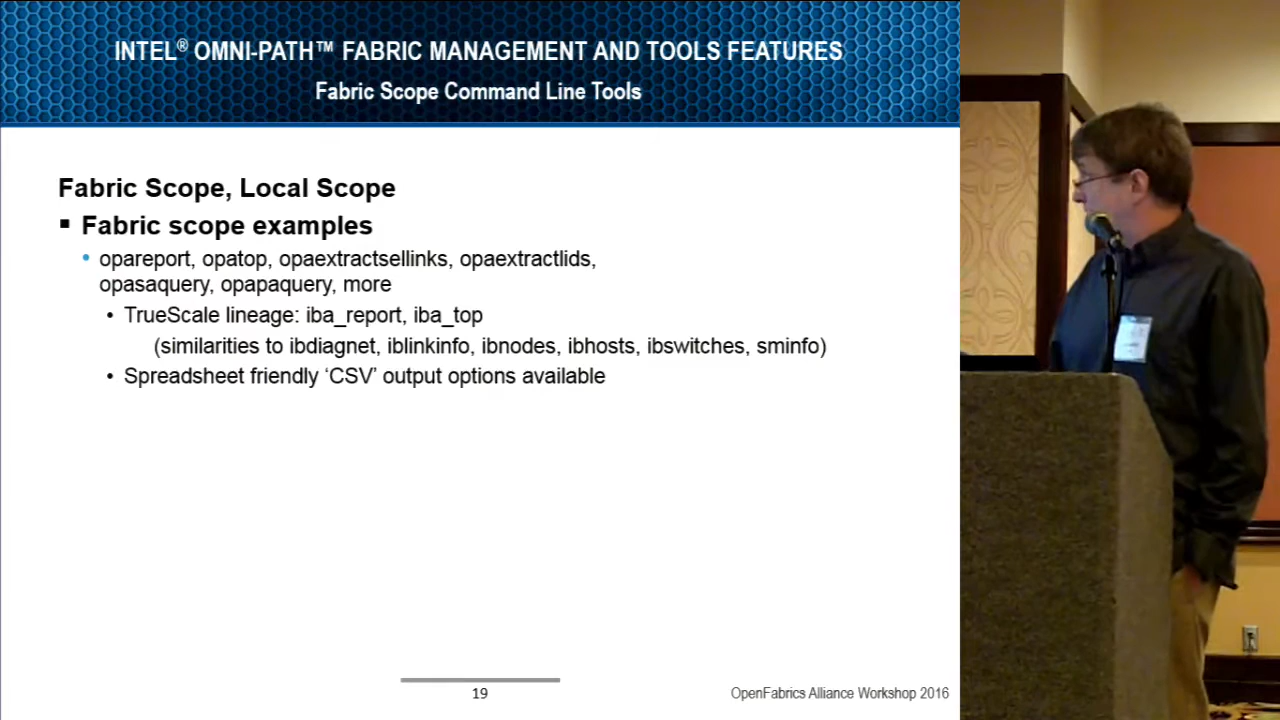 INTEL® OMNI-PATH™ FABRIC MANAGEMENT AND TOOLS FEATURES
Fabric Scope Command Line Tools
Fabric Scope, Local Scope
▪ Fabric scope examples
• opareport, opatop, opaextractsellinks, opaextractlids,
opasaquery, opapaquery, more
• TrueScale lineage: iba_report, iba_top
(similarities to ibdiagnet, iblinkinfo, ibnodes, ibhosts, ibswitches, sminfo)
• Spreadsheet friendly ‘CSV’ output options available
19
OpenFabrics Alliance Workshop 2016